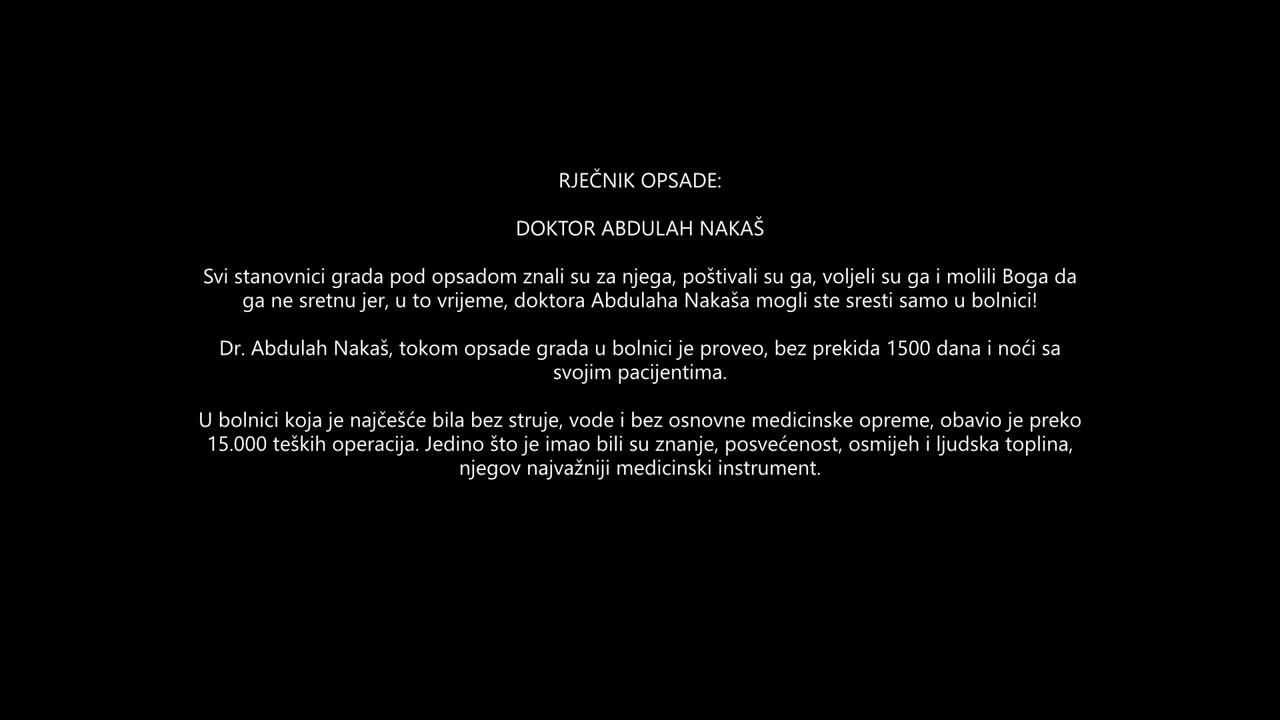 RJEČNIK OPSADE:
DOKTOR ABDULAH NAKAŠ
Svi stanovnici grada pod opsadom znali su za njega, poštivali su ga, voljeli su ga i molili Boga da
ga ne sretnu jer, u to vrijeme, doktora Abdulaha Nakaša mogli ste sresti samo u bolnici!
Dr. Abdulah Nakaš, tokom opsade grada u bolnici je proveo, bez prekida 1500 dana i noći sa
svojim pacijentima.
U bolnici koja je najčešće bila bez struje, vode i bez osnovne medicinske opreme, obavio je preko
15.000 teških operacija. Jedino što je imao bili su znanje, posvećenost, osmijeh i ljudska toplina,
njegov najvažniji medicinski instrument.